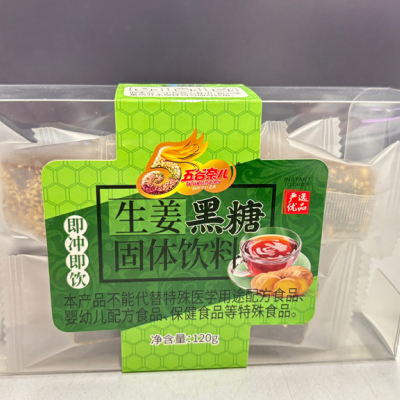 五谷奈儿
生姜黑糖
固体饮料
即冲即饮
严选
优品
本产品不能代替特殊医学用途配方食品、
婴幼儿配方食品、保健食品等特殊食品。
净含量:120g